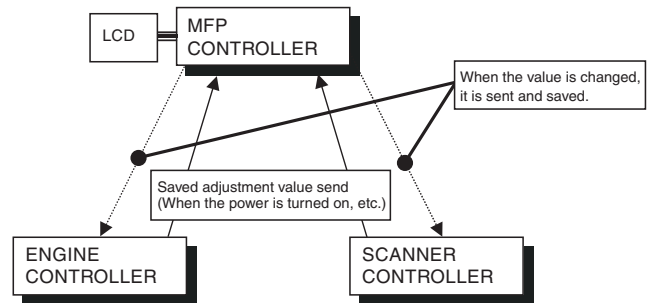 LCD
MFP
CONTROLLER
When the value is changed,
it is sent and saved.
Saved adjustment value send
(When the power is turned on, etc.)
ENGINE
CONTROLLER
SCANNER
CONTROLLER